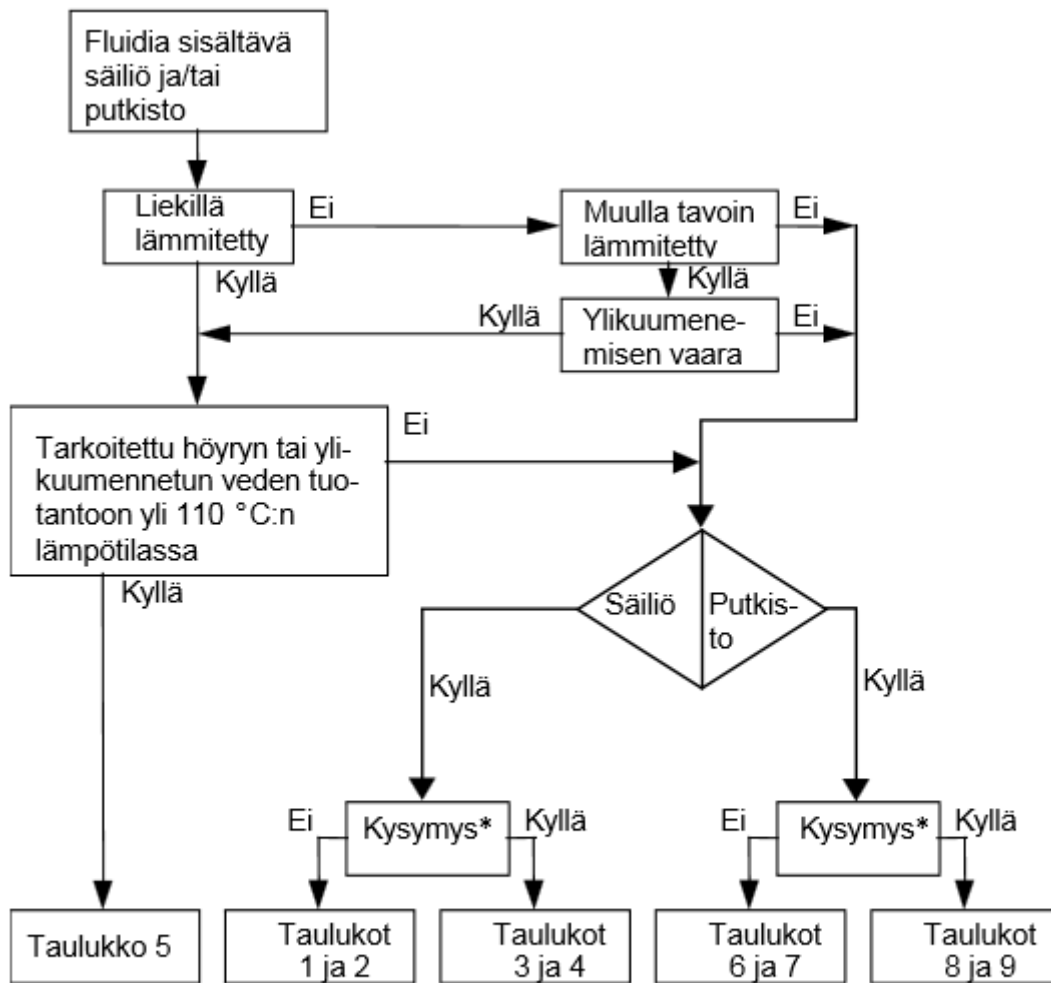 Fluidia sisältävä
säiliö ja/tai
putkisto
Liekillä
lämmitetty
Ei
Muulla tavoin
lämmitetty
Ei
Kyllä
Kyllä
Kyllä
Ylikuumene-
misen vaara
Ei
Tarkoitettu höyryn tai yli-
kuumennetun veden tuo-
tantoon yli 110 °C:n
lämpötilassa
Ei
Kyllä
Säiliö
Putkis-
to
Kyllä
Kyllä
Ei
Kysymys*
Kyllä
Ei
Kysymys*
Kyllä
Taulukko 5
Taulukot
1 ja 2
Taulukot
3 ja 4
Taulukot
6 ja 7
Taulukot
8 ja 9